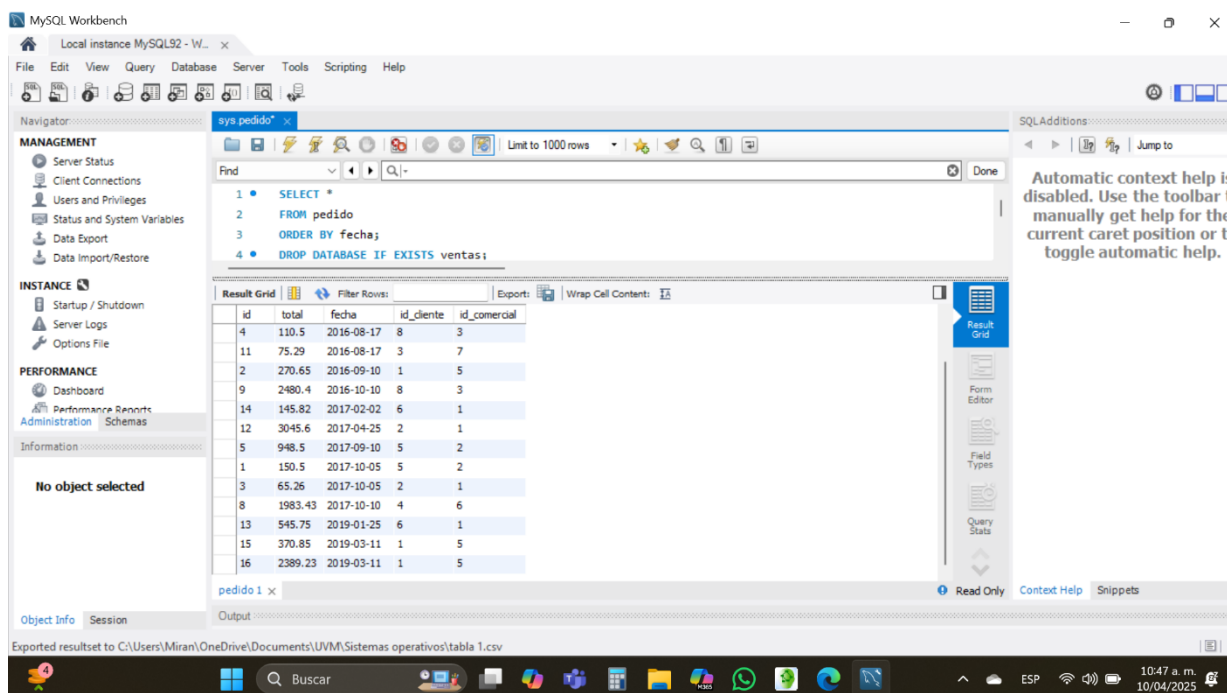 MySQL Workbench
Local instance MySQL92 - W...
File Edit View Query Database Server Tools Scripting Help
Navigator
MANAGEMENT
Server Status
Client Connections
Users and Privileges
Status and System Variables
Data Export
Data Import/Restore
INSTANCE
Startup / Shutdown
Server Logs
Options File
PERFORMANCE
Dashboard
Performance Reports
Administration Schemas
Information
No object selected
Object Info Session
sys.pedido*
Limit to 1000 rows
Find Done
1 SELECT *
2 FROM pedido
3 ORDER BY fecha;
4 DROP DATABASE IF EXISTS ventas;
Result Grid Filter Rows: Export: Wrap Cell Content:
id total fecha id_cliente id_comercial
4 110.5 2016-08-17 8 3
11 75.29 2016-08-17 3 7
2 270.65 2016-09-10 1 5
9 2480.4 2016-10-10 8 3
14 145.82 2017-02-02 6 1
12 3045.6 2017-04-25 2 1
5 948.5 2017-09-10 5 2
1 150.5 2017-10-05 5 2
3 65.26 2017-10-05 2 1
8 1983.43 2017-10-10 4 6
13 545.75 2019-01-25 6 1
15 370.85 2019-03-11 1 5
16 2389.23 2019-03-11 1 5
Result
Grid
Form
Editor
Field
Types
Query
Stats
pedido 1
Read Only
Output
SQLAdditions
Jump to
Automatic context help is
disabled. Use the toolbar
manually get help for the
current caret position or
toggle automatic help.
Context Help Snippets
Exported resultset to C:\Users\Miran\OneDrive\Documents\UVM\Sistemas operativos\tabla 1.csv
4
Buscar
ESP
10:47 a. m.
10/04/2025